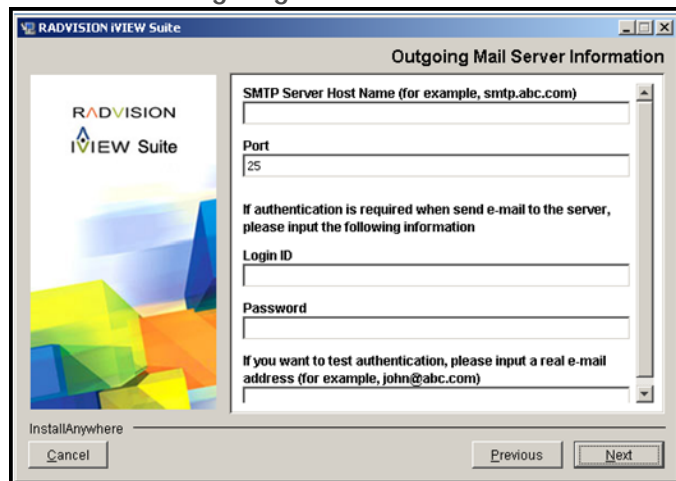 RADVISION iVIEW Suite
Outgoing Mail Server Information
RADVISION
iVIEW Suite
SMTP Server Host Name (for example, smtp.abc.com)
Port
25
If authentication is required when send e-mail to the server,
please input the following information
Login ID
Password
If you want to test authentication, please input a real e-mail
address (for example, john@abc.com)
InstallAnywhere
Cancel
Previous
Next